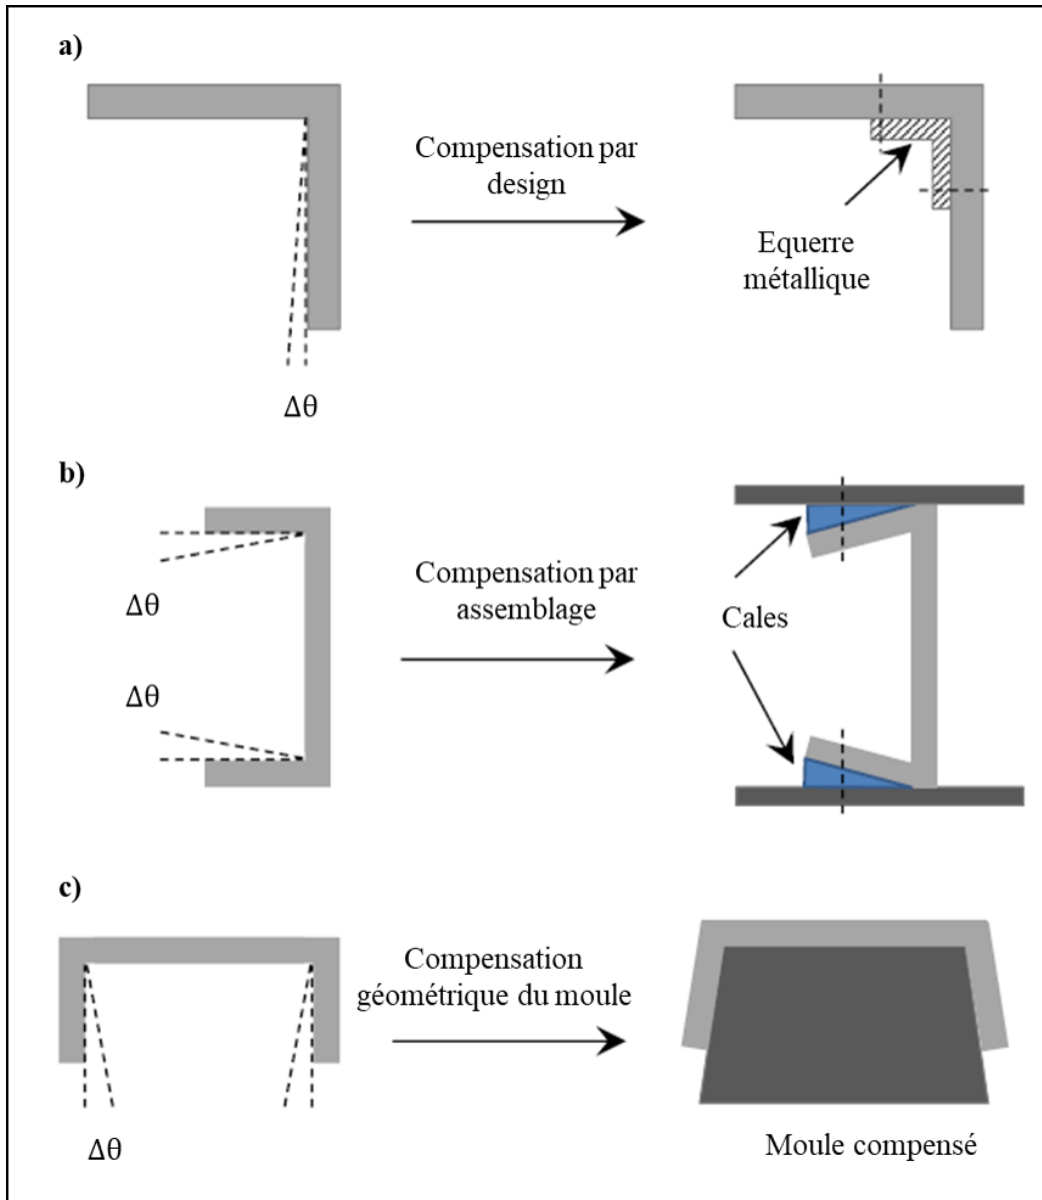 a)
Compensation par
design
Equerre
métallique
Δθ
b)
Δθ
Δθ
Compensation par
assemblage
Cales
c)
Compensation
géométrique du moule
Δθ
Moule compensé